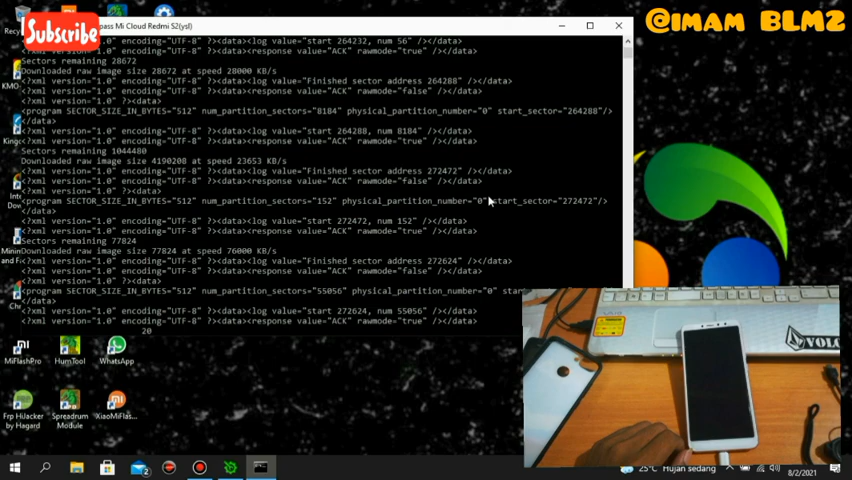 pass Mi Cloud Redmi S2(ysl)
Subscribe
@IMAM BLMZ
<?xml version="1.0" encoding="UTF-8" ?><data><log value="start 264232, num 56" /></data>
<?xml version="1.0" encoding="UTF-8" ?><data><response value="ACK" rawmode="true" /></data>
Sectors remaining 28672
Downloaded raw image size 28672 at speed 28000 KB/s
<?xml version="1.0" encoding="UTF-8" ?><data><log value="Finished sector address 264288" /></data>
<?xml version="1.0" encoding="UTF-8" ?><data><response value="ACK" rawmode="false" /></data>
<?xml version="1.0" ?><data>
<program SECTOR_SIZE_IN_BYTES="512" num_partition_sectors="8184" physical_partition_number="0" start_sector="264288"/>
</data>
<?xml version="1.0" encoding="UTF-8" ?><data><log value="start 264288, num 8184" /></data>
<?xml version="1.0" encoding="UTF-8" ?><data><response value="ACK" rawmode="true" /></data>
Sectors remaining 1044480
Downloaded raw image size 4190208 at speed 23653 KB/s
<?xml version="1.0" encoding="UTF-8" ?><data><log value="Finished sector address 272472" /></data>
<?xml version="1.0" encoding="UTF-8" ?><data><response value="ACK" rawmode="false" /></data>
<?xml version="1.0" ?><data>
<program SECTOR_SIZE_IN_BYTES="512" num_partition_sectors="152" physical_partition_number="0" start_sector="272472"/>
</data>
<?xml version="1.0" encoding="UTF-8" ?><data><log value="start 272472, num 152" /></data>
<?xml version="1.0" encoding="UTF-8" ?><data><response value="ACK" rawmode="true" /></data>
Sectors remaining 77824
Downloaded raw image size 77824 at speed 76000 KB/s
<?xml version="1.0" encoding="UTF-8" ?><data><log value="Finished sector address 272624" /></data>
<?xml version="1.0" encoding="UTF-8" ?><data><response value="ACK" rawmode="false" /></data>
<?xml version="1.0" ?><data>
<program SECTOR_SIZE_IN_BYTES="512" num_partition_sectors="55056" physical_partition_number="0" star
</data>
<?xml version="1.0" encoding="UTF-8" ?><data><log value="start 272624, num 55056" /></data>
<?xml version="1.0" encoding="UTF-8" ?><data><response value="ACK" rawmode="true" /></data>
20
MiFlashPro
HumTool
WhatsApp
Frp HiJacker by Hagard
Spreadrum Module
XiaoMiFlas...
VOLC
25°C Hujan sedang
8/2/2021